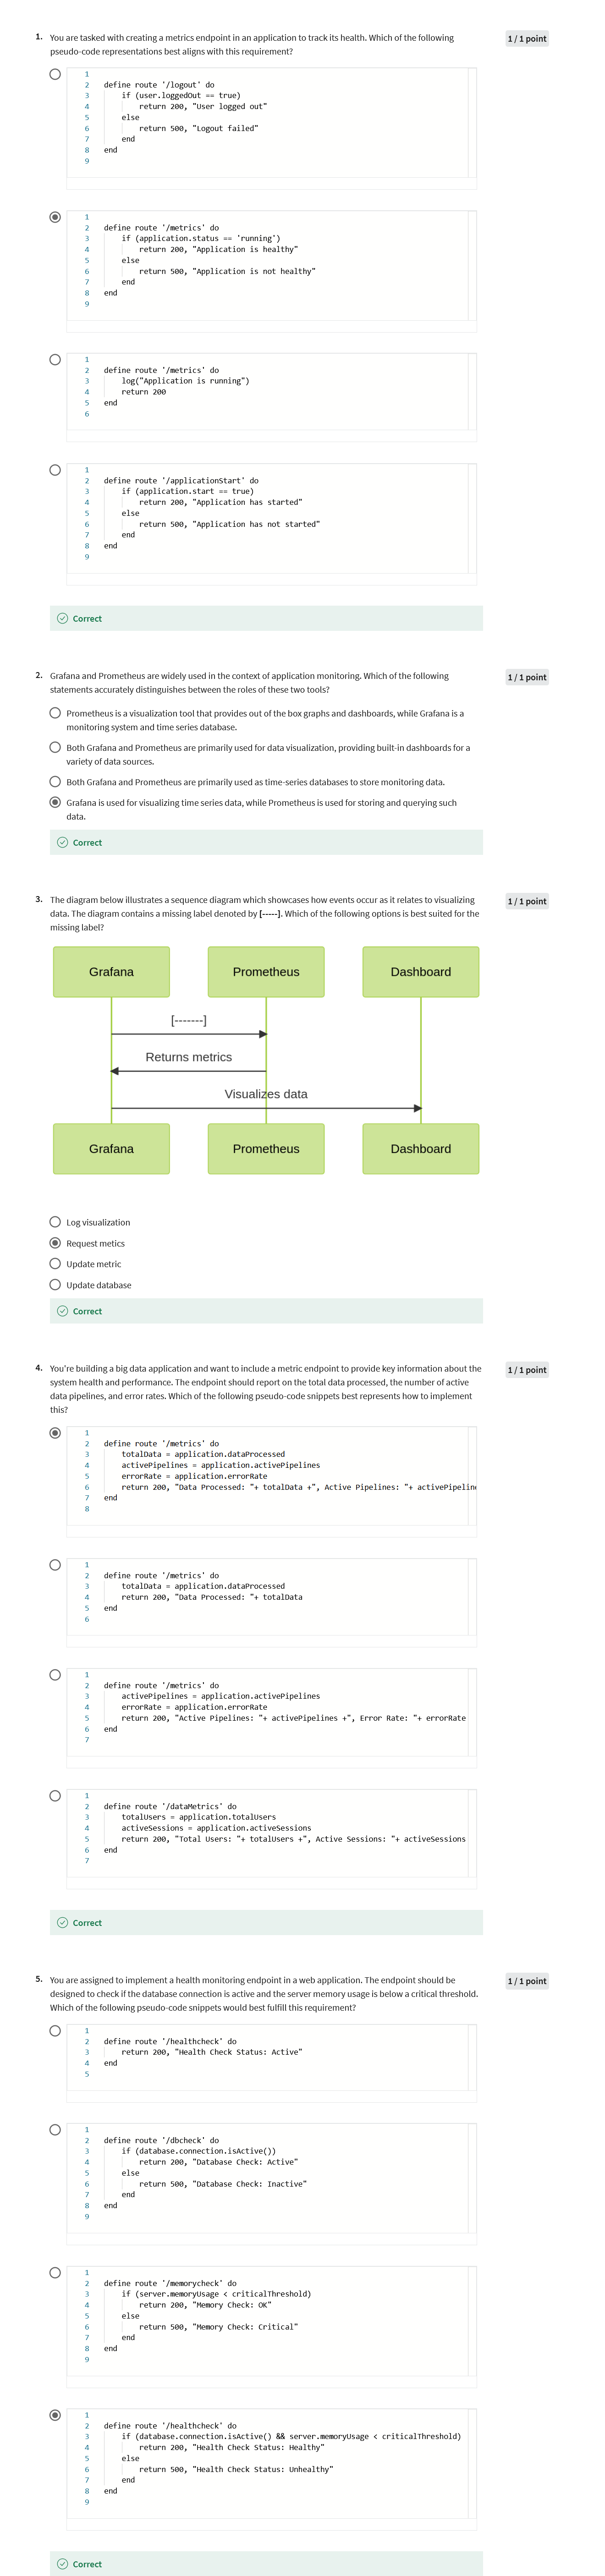 1. You are tasked with creating a metrics endpoint in an application to track its health. Which of the following
pseudo-code representations best aligns with this requirement?
1 / 1 point
1
2 define route '/logout' do
3 if (user.loggedOut == true)
4 return 200, "User logged out"
5 else
6 return 500, "Logout failed"
7 end
8 end
9
1
2 define route '/metrics' do
3 if (application.status == 'running')
4 return 200, "Application is healthy"
5 else
6 return 500, "Application is not healthy"
7 end
8 end
9
1
2 define route '/metrics' do
3 log("Application is running")
4 return 200
5 end
6
1
2 define route '/applicationStart' do
3 if (application.start == true)
4 return 200, "Application has started"
5 else
6 return 500, "Application has not started"
7 end
8 end
9
Correct
2. Grafana and Prometheus are widely used in the context of application monitoring. Which of the following
statements accurately distinguishes between the roles of these two tools?
1 / 1 point
Prometheus is a visualization tool that provides out of the box graphs and dashboards, while Grafana is a
monitoring system and time series database.
Both Grafana and Prometheus are primarily used for data visualization, providing built-in dashboards for a
variety of data sources.
Both Grafana and Prometheus are primarily used as time-series databases to store monitoring data.
Grafana is used for visualizing time series data, while Prometheus is used for storing and querying such
data.
Correct
3. The diagram below illustrates a sequence diagram which showcases how events occur as it relates to visualizing
data. The diagram contains a missing label denoted by [-----]. Which of the following options is best suited for the
missing label?
1 / 1 point
Grafana Prometheus Dashboard
[-------]
Returns metrics
Visualizes data
Grafana Prometheus Dashboard
Log visualization
Request metics
Update metric
Update database
Correct
4. You're building a big data application and want to include a metric endpoint to provide key information about the
system health and performance. The endpoint should report on the total data processed, the number of active
data pipelines, and error rates. Which of the following pseudo-code snippets best represents how to implement
this?
1 / 1 point
1
2 define route '/metrics' do
3 totalData = application.dataProcessed
4 activePipelines = application.activePipelines
5 errorRate = application.errorRate
6 return 200, "Data Processed: "+ totalData +", Active Pipelines: "+ activePipeline
7 end
8
1
2 define route '/metrics' do
3 totalData = application.dataProcessed
4 return 200, "Data Processed: "+ totalData
5 end
6
1
2 define route '/metrics' do
3 activePipelines = application.activePipelines
4 errorRate = application.errorRate
5 return 200, "Active Pipelines: "+ activePipelines +", Error Rate: "+ errorRate
6 end
7
1
2 define route '/dataMetrics' do
3 totalUsers = application.totalUsers
4 activeSessions = application.activeSessions
5 return 200, "Total Users: "+ totalUsers +", Active Sessions: "+ activeSessions
6 end
7
Correct
5. You are assigned to implement a health monitoring endpoint in a web application. The endpoint should be
designed to check if the database connection is active and the server memory usage is below a critical threshold.
Which of the following pseudo-code snippets would best fulfill this requirement?
1 / 1 point
1
2 define route '/healthcheck' do
3 return 200, "Health Check Status: Active"
4 end
5
1
2 define route '/dbcheck' do
3 if (database.connection.isActive())
4 return 200, "Database Check: Active"
5 else
6 return 500, "Database Check: Inactive"
7 end
8 end
9
1
2 define route '/memorycheck' do
3 if (server.memoryUsage < criticalThreshold)
4 return 200, "Memory Check: OK"
5 else
6 return 500, "Memory Check: Critical"
7 end
8 end
9
1
2 define route '/healthcheck' do
3 if (database.connection.isActive() && server.memoryUsage < criticalThreshold)
4 return 200, "Health Check Status: Healthy"
5 else
6 return 500, "Health Check Status: Unhealthy"
7 end
8 end
9
Correct